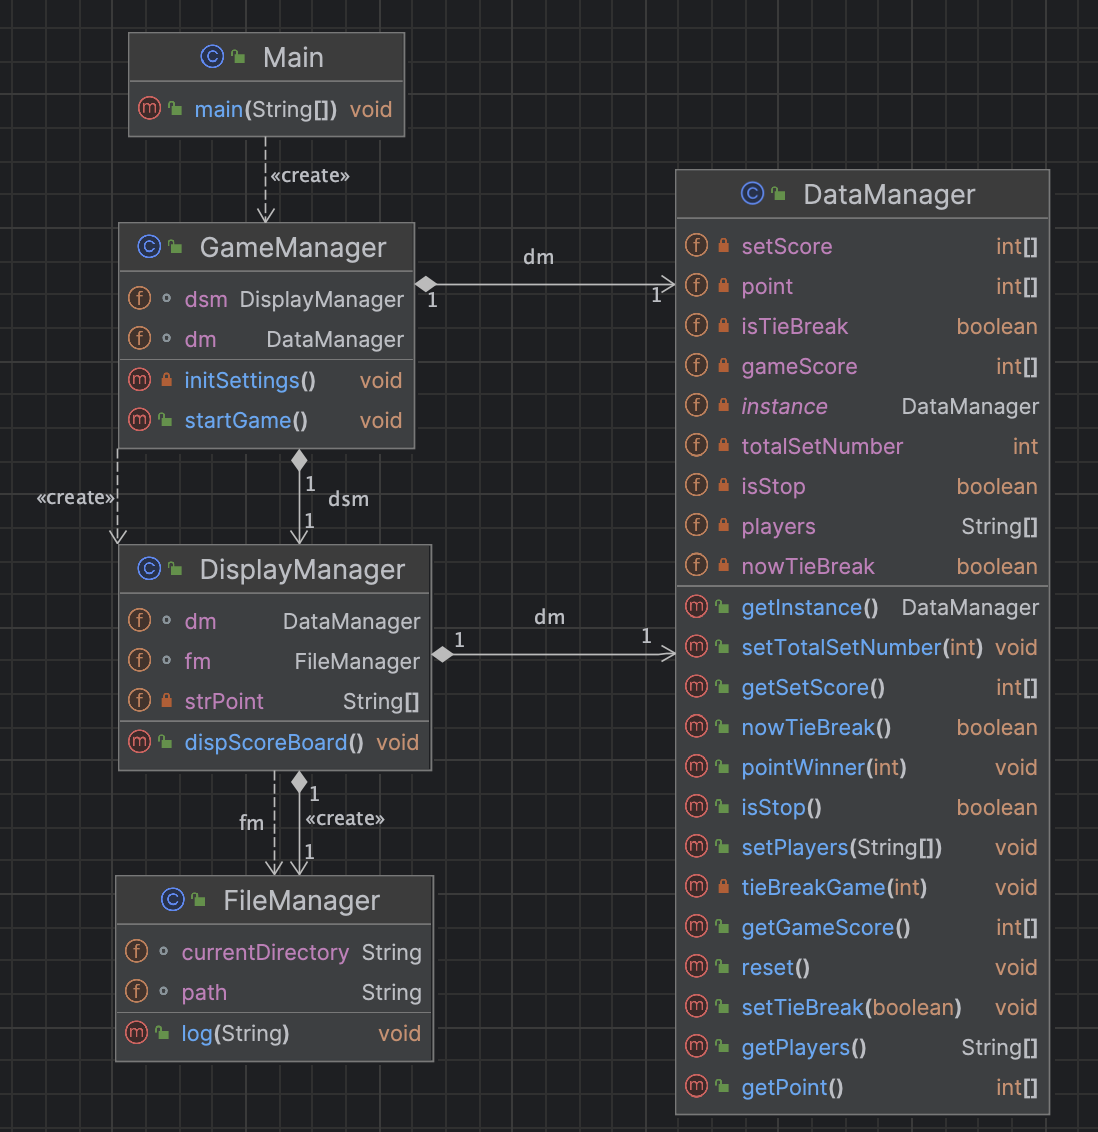 Main
main(String[]) void
«create»
GameManager
dsm DisplayManager
dm DataManager
initSettings() void
startGame() void
dm
1
1
«create»
1
dsm
1
DisplayManager
dm DataManager
fm FileManager
strPoint String[]
dispScoreBoard() void
dm
1
1
fm
1
«create»
1
FileManager
currentDirectory String
path String
log(String) void
DataManager
setScore int[]
point int[]
isTieBreak boolean
gameScore int[]
instance DataManager
totalSetNumber int
isStop boolean
players String[]
nowTieBreak boolean
getInstance() DataManager
setTotalSetNumber(int) void
getSetScore() int[]
nowTieBreak() boolean
pointWinner(int) void
isStop() boolean
setPlayers(String[]) void
tieBreakGame(int) void
getGameScore() int[]
reset() void
setTieBreak(boolean) void
getPlayers() String[]
getPoint() int[]